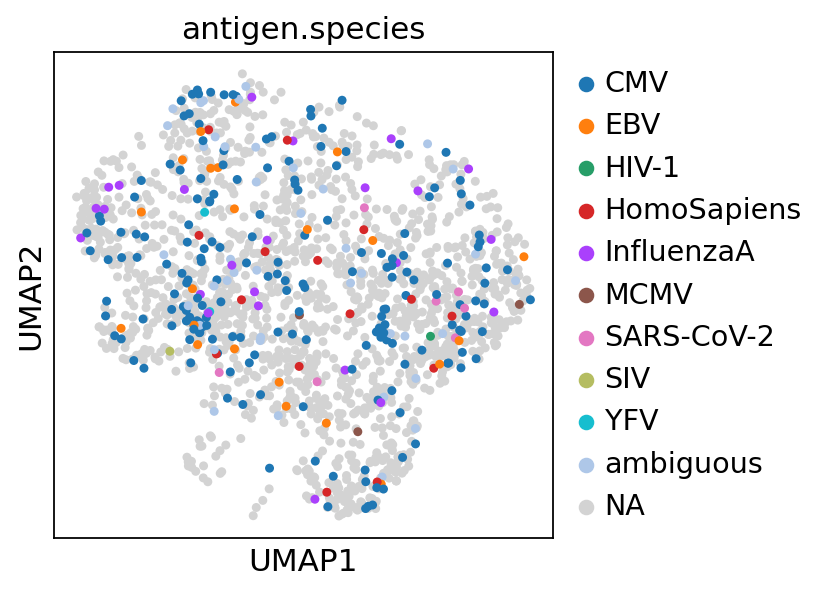 antigen.species
CMV
EBV
HIV-1
HomoSapiens
InfluenzaA
MCMV
SARS-CoV-2
SIV
YFV
ambiguous
NA
UMAP2
UMAP1